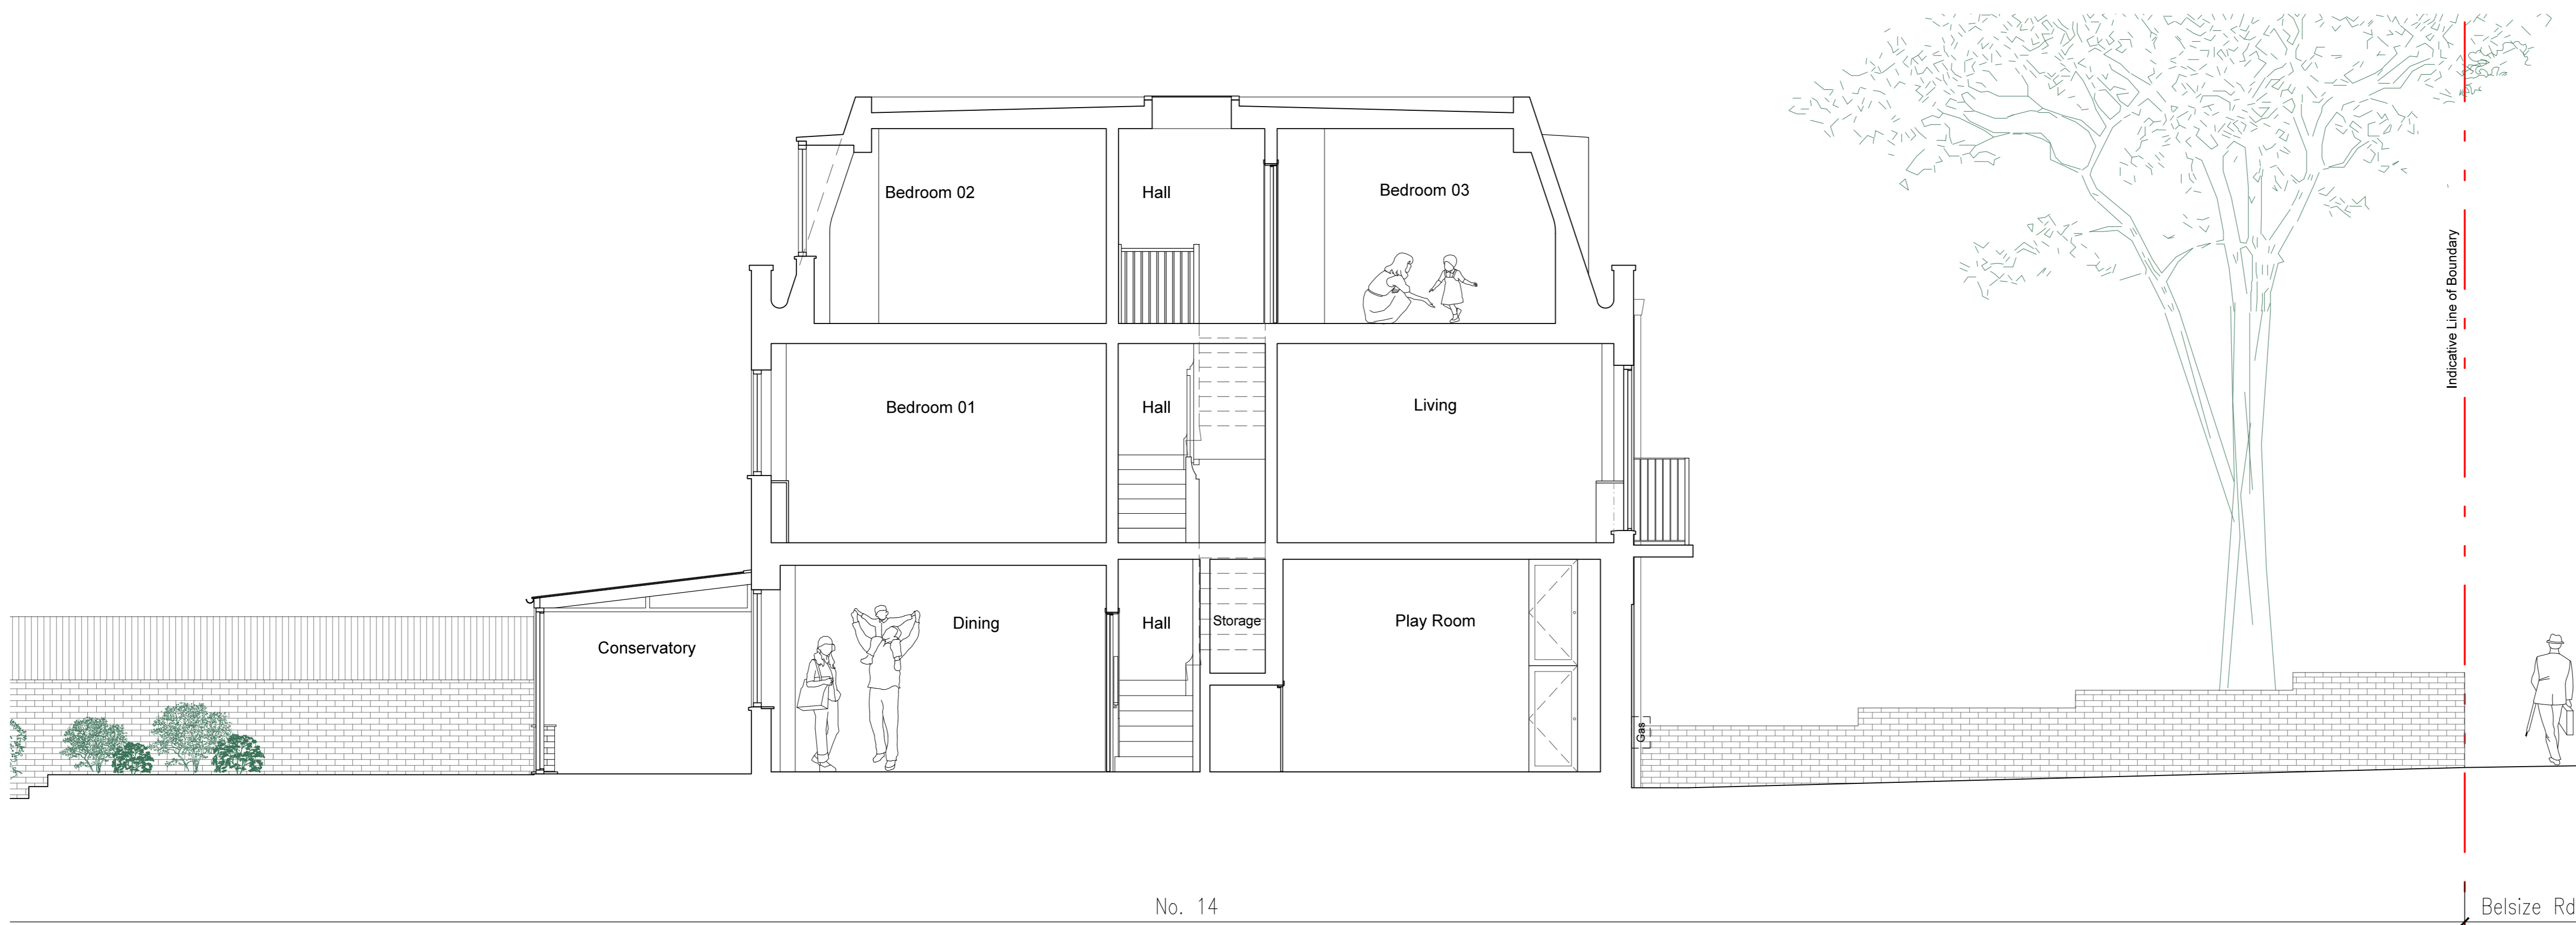 Bedroom 02
Hall
Bedroom 03
Indicative Line of Boundary
Bedroom 01
Hall
Living
Conservatory
Dining
Hall
Storage
Play Room
Gas
No. 14
Belsize Rd